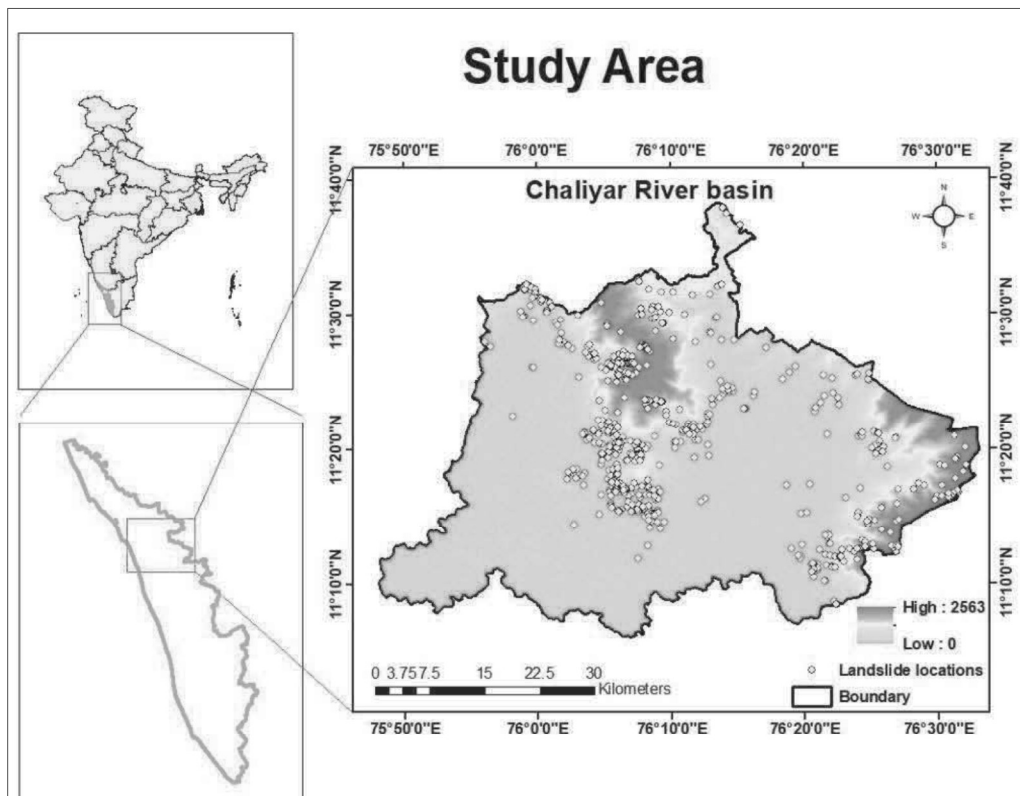 Study Area
75°50'0"E 76°0'0"E 76°10'0"E 76°20'0"E 76°30'0"E
Chaliyar River basin
N
W E
S
11°40'0"N
11°30'0"N
11°20'0"N
11°10'0"N
11°40'0"N
11°30'0"N
11°20'0"N
11°10'0"N
High : 2563
Low : 0
Landslide locations
Boundary
0 3.757.5 15 22.5 30
Kilometers
75°50'0"E 76°0'0"E 76°10'0"E 76°20'0"E 76°30'0"E